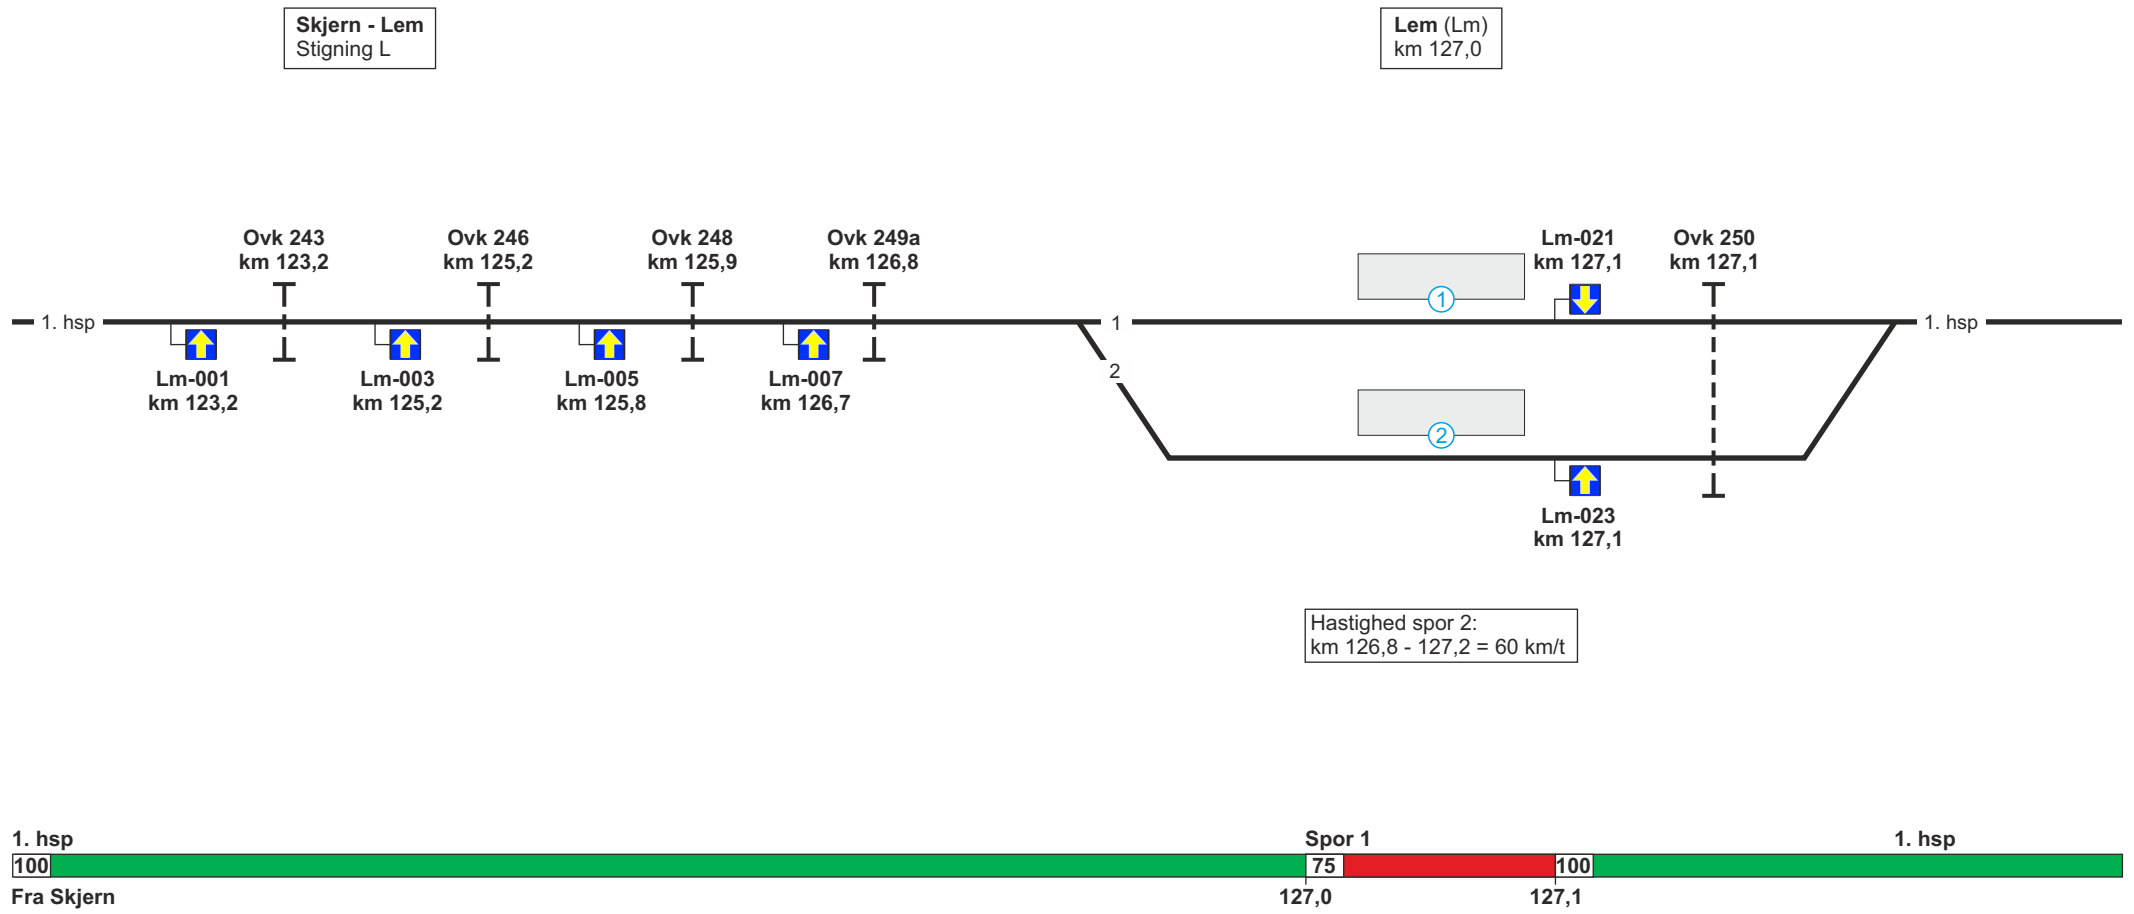 Skjern - Lem
Stigning L
Lem (Lm)
km 127,0
Ovk 243
km 123,2
Ovk 246
km 125,2
Ovk 248
km 125,9
Ovk 249a
km 126,8
Lm-021
km 127,1
Ovk 250
km 127,1
1
1. hsp
1
1. hsp
Lm-001
km 123,2
Lm-003
km 125,2
Lm-005
km 125,8
Lm-007
km 126,7
2
2
Lm-023
km 127,1
Hastighed spor 2:
km 126,8 - 127,2 = 60 km/t
1. hsp
Spor 1
1. hsp
100
75
100
Fra Skjern
127,0
127,1